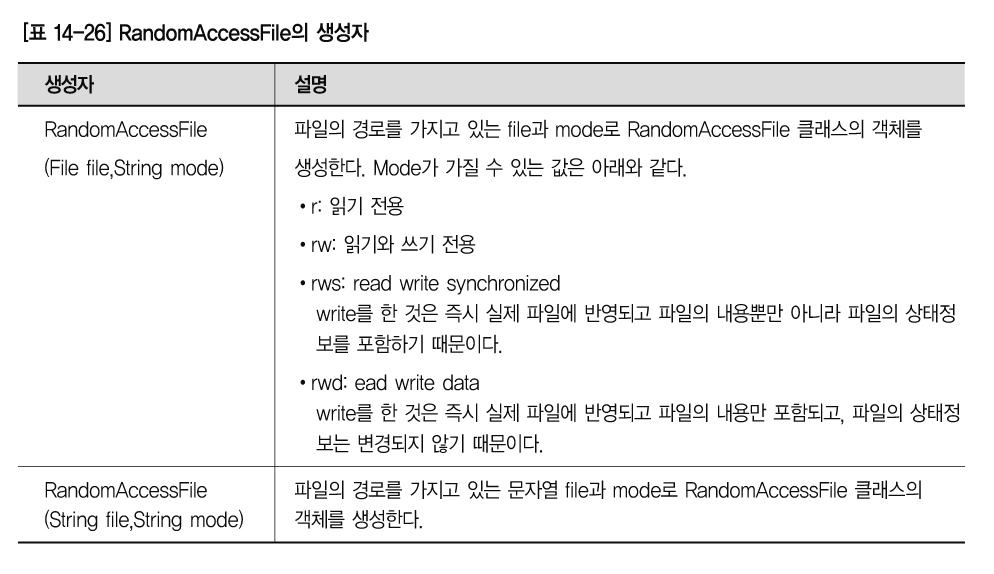 [표 14-26] RandomAccessFile의 생성자
생성자
설명
RandomAccessFile
(File file,String mode)
파일의 경로를 가지고 있는 file과 mode로 RandomAccessFile 클래스의 객체를
생성한다. Mode가 가질 수 있는 값은 아래와 같다.
• r: 읽기 전용
• rw: 읽기와 쓰기 전용
• rws: read write synchronized
write를 한 것은 즉시 실제 파일에 반영되고 파일의 내용뿐만 아니라 파일의 상태정
보를 포함하기 때문이다.
• rwd: ead write data
write를 한 것은 즉시 실제 파일에 반영되고 파일의 내용만 포함되고, 파일의 상태정
보는 변경되지 않기 때문이다.
RandomAccessFile
(String file,String mode)
파일의 경로를 가지고 있는 문자열 file과 mode로 RandomAccessFile 클래스의
객체를 생성한다.